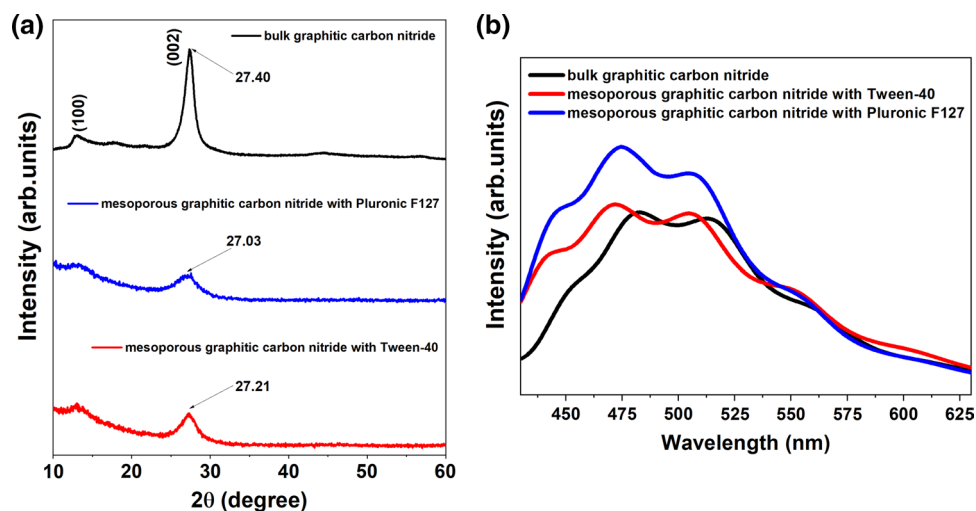 (a)
(002)
(100)
bulk graphitic carbon nitride
27.40
mesoporous graphitic carbon nitride with Pluronic F127
27.03
mesoporous graphitic carbon nitride with Tween-40
27.21
Intensity (arb.units)
10 20 30 40 50 60
2θ (degree)
(b)
bulk graphitic carbon nitride
mesoporous graphitic carbon nitride with Tween-40
mesoporous graphitic carbon nitride with Pluronic F127
Intensity (arb.units)
450 475 500 525 550 575 600 625
Wavelength (nm)